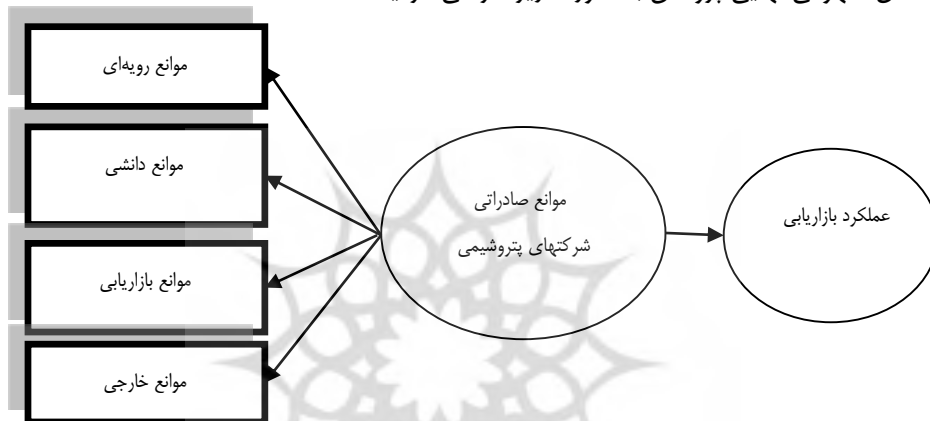 موانع رویه‌ای
موانع دانشی
موانع صادراتی
شرکتهای پتروشیمی
عملکرد بازاریابی
موانع بازاریابی
موانع خارجی